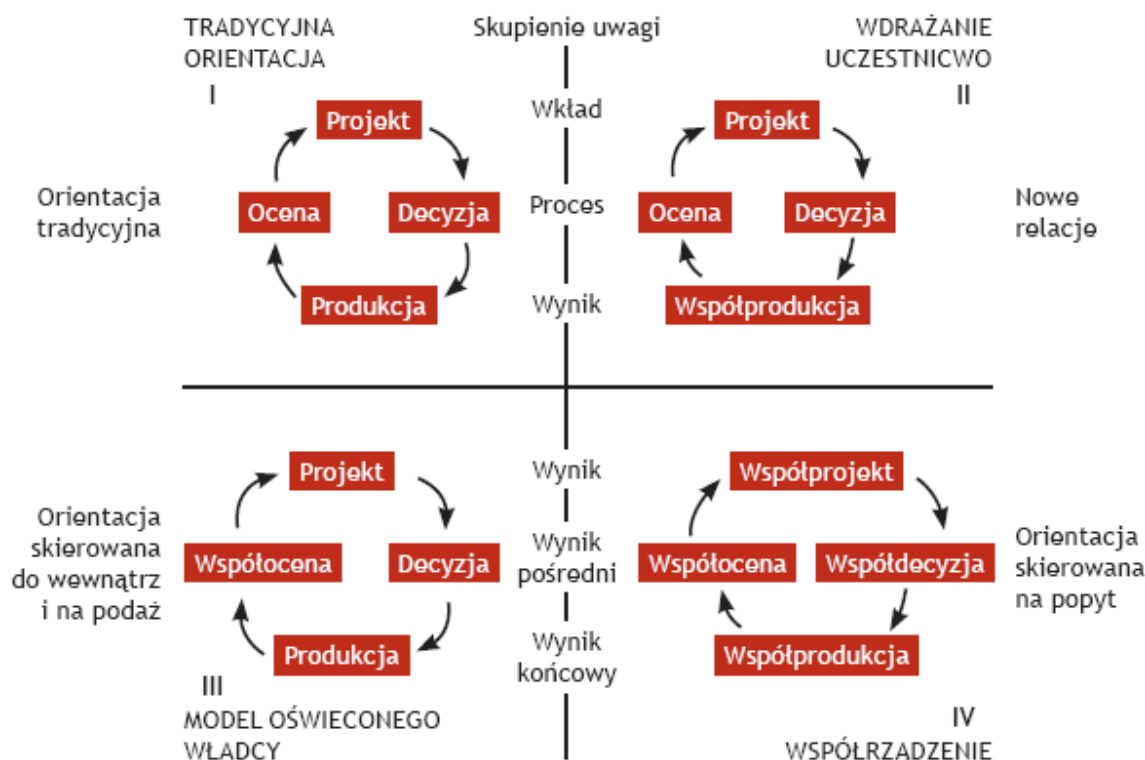 TRADYCYJNA
ORIENTACJA
I
Skupienie uwagi
WDRAŻANIE
UCZESTNICWO
II
Projekt
Wkład
Projekt
Orientacja
tradycyjna
Ocena
Decyzja
Proces
Ocena
Decyzja
Nowe
relacje
Produkcja
Wynik
Współprodukcja
Projekt
Wynik
Współprojekt
Orientacja
skierowana
do wewnątrz
i na podaż
Współocena
Decyzja
Wynik
pośredni
Współocena
Współdecyzja
Orientacja
skierowana
na popyt
Produkcja
Wynik
końcowy
Współprodukcja
III
MODEL OŚWIECONEGO
WŁADCY
IV
WSPÓŁRZĄDZENIE